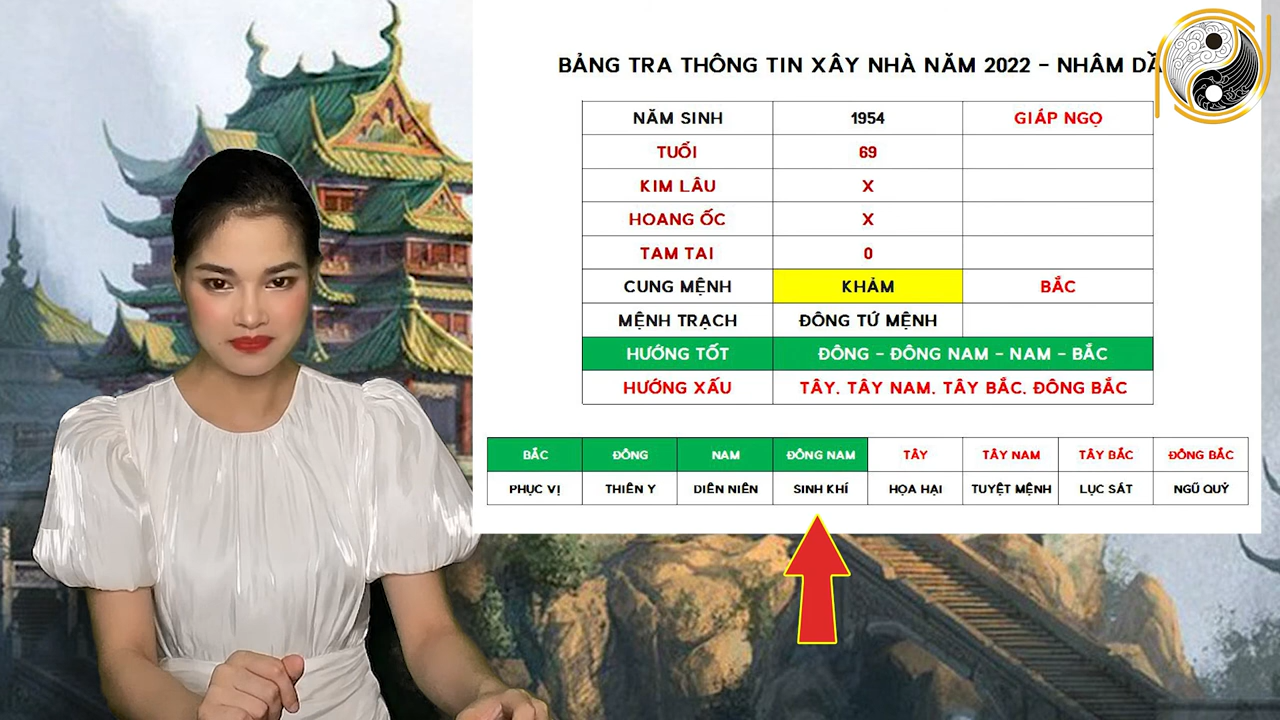 BẢNG TRA THÔNG TIN XÂY NHÀ NĂM 2022 - NHÂM
NĂM SINH 1954 GIÁP NGỌ
TUỔI 69
KIM LÂU X
HOANG ỐC X
TAM TAI 0
CUNG MỆNH KHẢM BẮC
MỆNH TRẠCH ĐÔNG TỨ MỆNH
HƯỚNG TỐT ĐÔNG - ĐÔNG NAM - NAM - BẮC
HƯỚNG XẤU TÂY, TÂY NAM, TÂY BẮC, ĐÔNG BẮC
BẮC ĐÔNG NAM ĐÔNG NAM TÂY TÂY NAM TÂY BẮC ĐÔNG BẮC
PHỤC VỊ THIÊN Y DIÊN NIÊN SINH KHÍ HỌA HẠI TUYỆT MỆNH LỤC SÁT NGŨ QUỶ